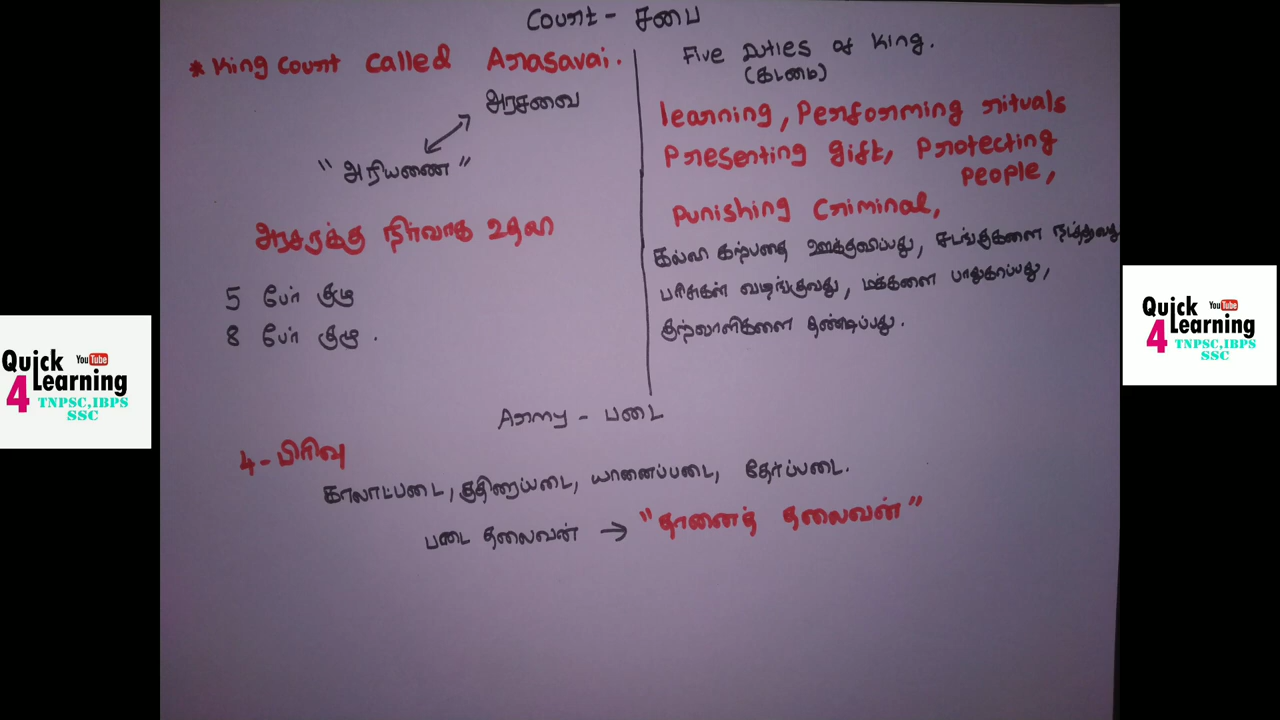 Court - சபை
* King Court called Arasavai.
அரசவை
"அரியணை"
அரசருக்கு நிர்வாக உதவி
5 பேர் குழு
8 பேர் குழு.
Five Duties of King.
(கடமை)
learning, Performing rituals
Presenting gift, Protecting
People,
Punishing Criminal,
கல்வி கற்பதை ஊக்குவிப்பது, சடங்குகளை நடத்துவது
பரிசுகள் வழங்குவது, மக்களை பாதுகாப்பது,
குற்றவாளிகளை தண்டிப்பது.
Army - படை
4 - பிரிவு
காலாட்படை, குதிரைப்படை, யானைப்படை, தேர்ப்படை.
படை தலைவன் → "தானைத் தலைவன்"
Quick
YouTube
4 Learning
TNPSC,IBPS
SSC
Quick
YouTube
4 Learning
TNPSC,IBPS
SSC